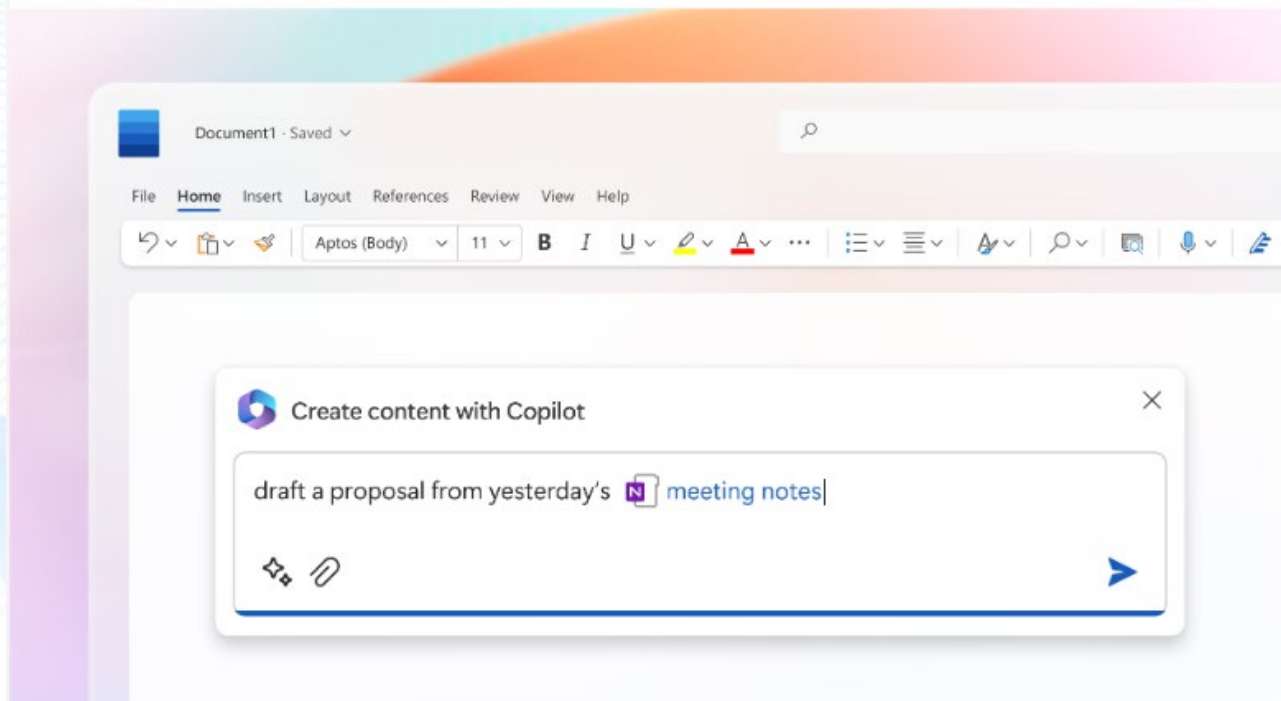 Document1 · Saved
File Home Insert Layout References Review View Help
Aptos (Body) 11 B I U A
Create content with Copilot
draft a proposal from yesterday's N meeting notes